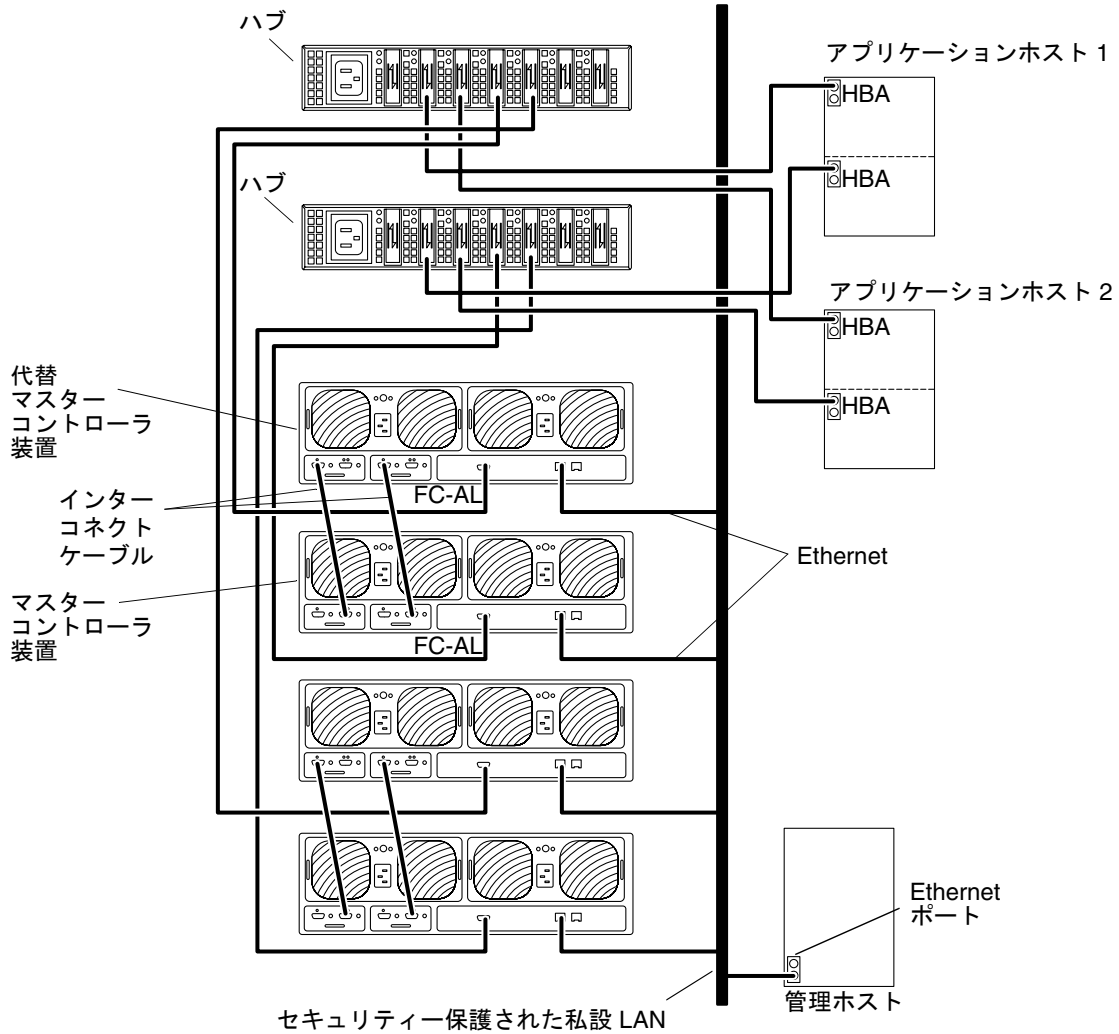 ハブ
アプリケーションホスト 1
HBA
HBA
ハブ
アプリケーションホスト 2
HBA
HBA
代替
マスター
コントローラ
装置
インター
コネクト
ケーブル
FC-AL
Ethernet
マスター
コントローラ
装置
FC-AL
Ethernet
ポート
管理ホスト
セキュリティー保護された私設 LAN